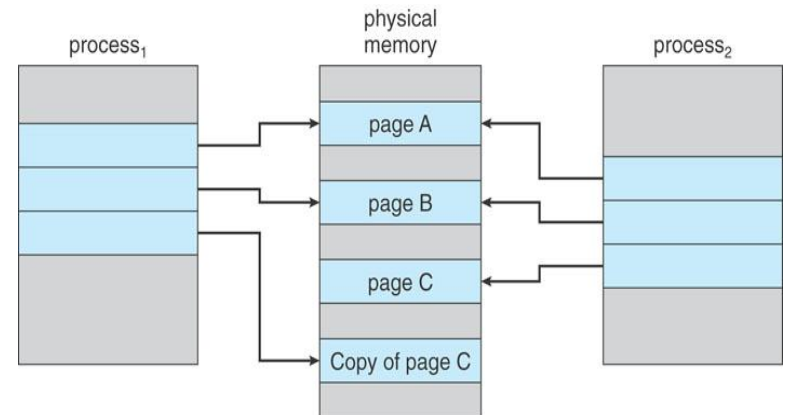 process₁
physical
memory
process₂
page A
page B
page C
Copy of page C